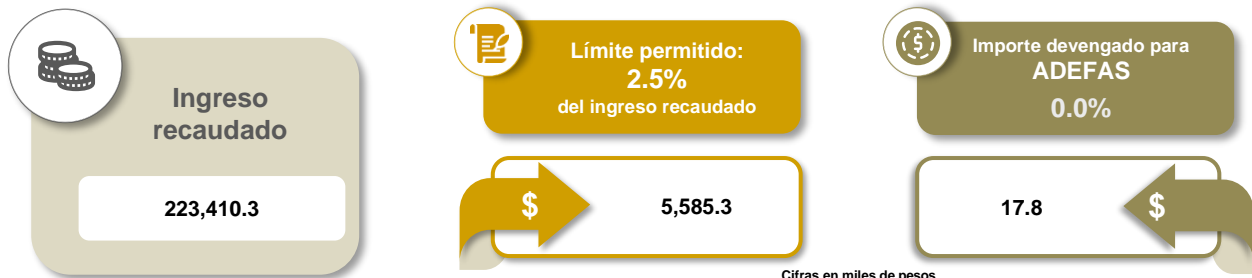 Ingreso
recaudado
223,410.3
Límite permitido:
2.5%
del ingreso recaudado
$
5,585.3
Importe devengado para
ADEFAS
0.0%
17.8
$
Cifras en miles de pesos